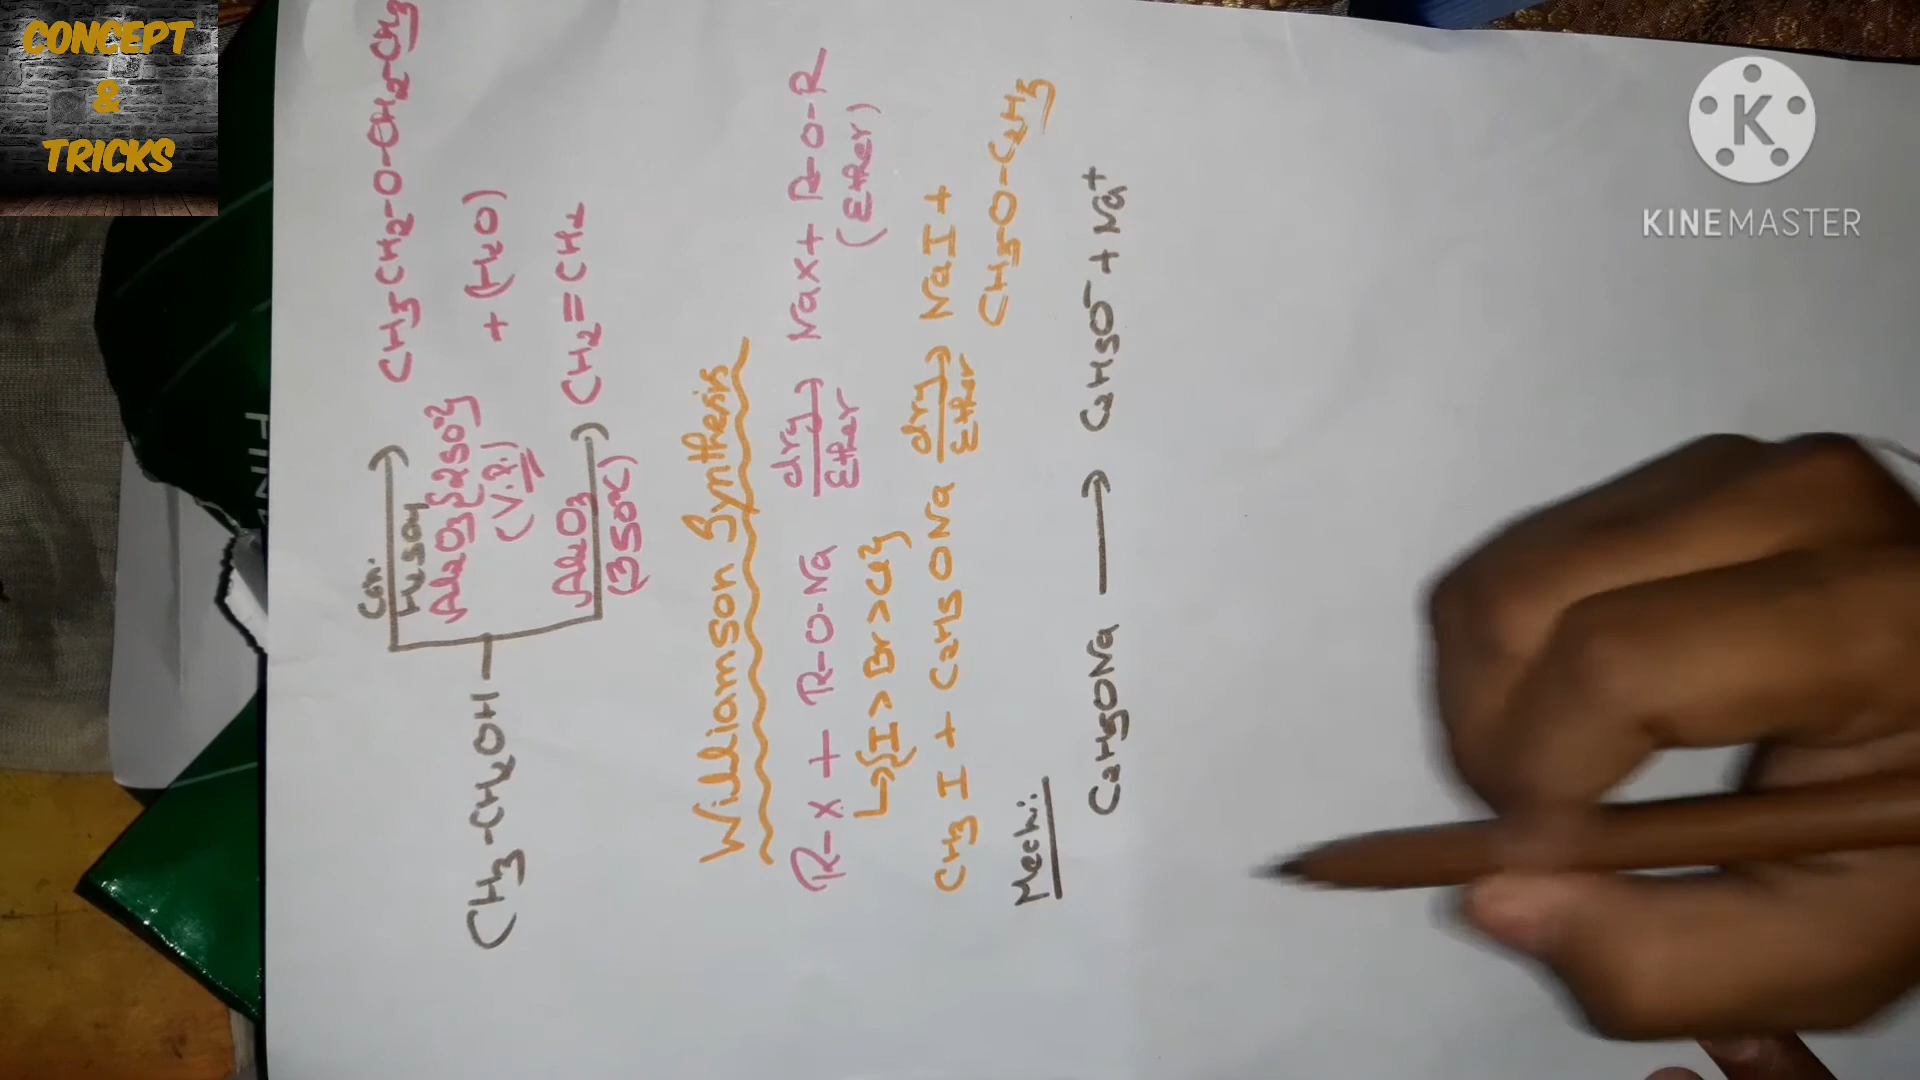 CONCEPT
&
TRICKS
K
KINEMASTER
CH3-CH2OH
Con.
H2SO4
CH3CH2-O-CH2-CH3
Al2O3{250°}
(V.P.)
+ (H2O)
Al2O3
(350°C)
CH2=CH2
Williamson Synthesis
R-X + R-O-Na dry Ether → NaX + R-O-R
(Ether)
↳{I>Br>Cl}
CH3I + C2H5ONa dry Ether → NaI +
CH3O-C2H5
Mech:
C2H5ONa → C2H5O⁻ + Na⁺